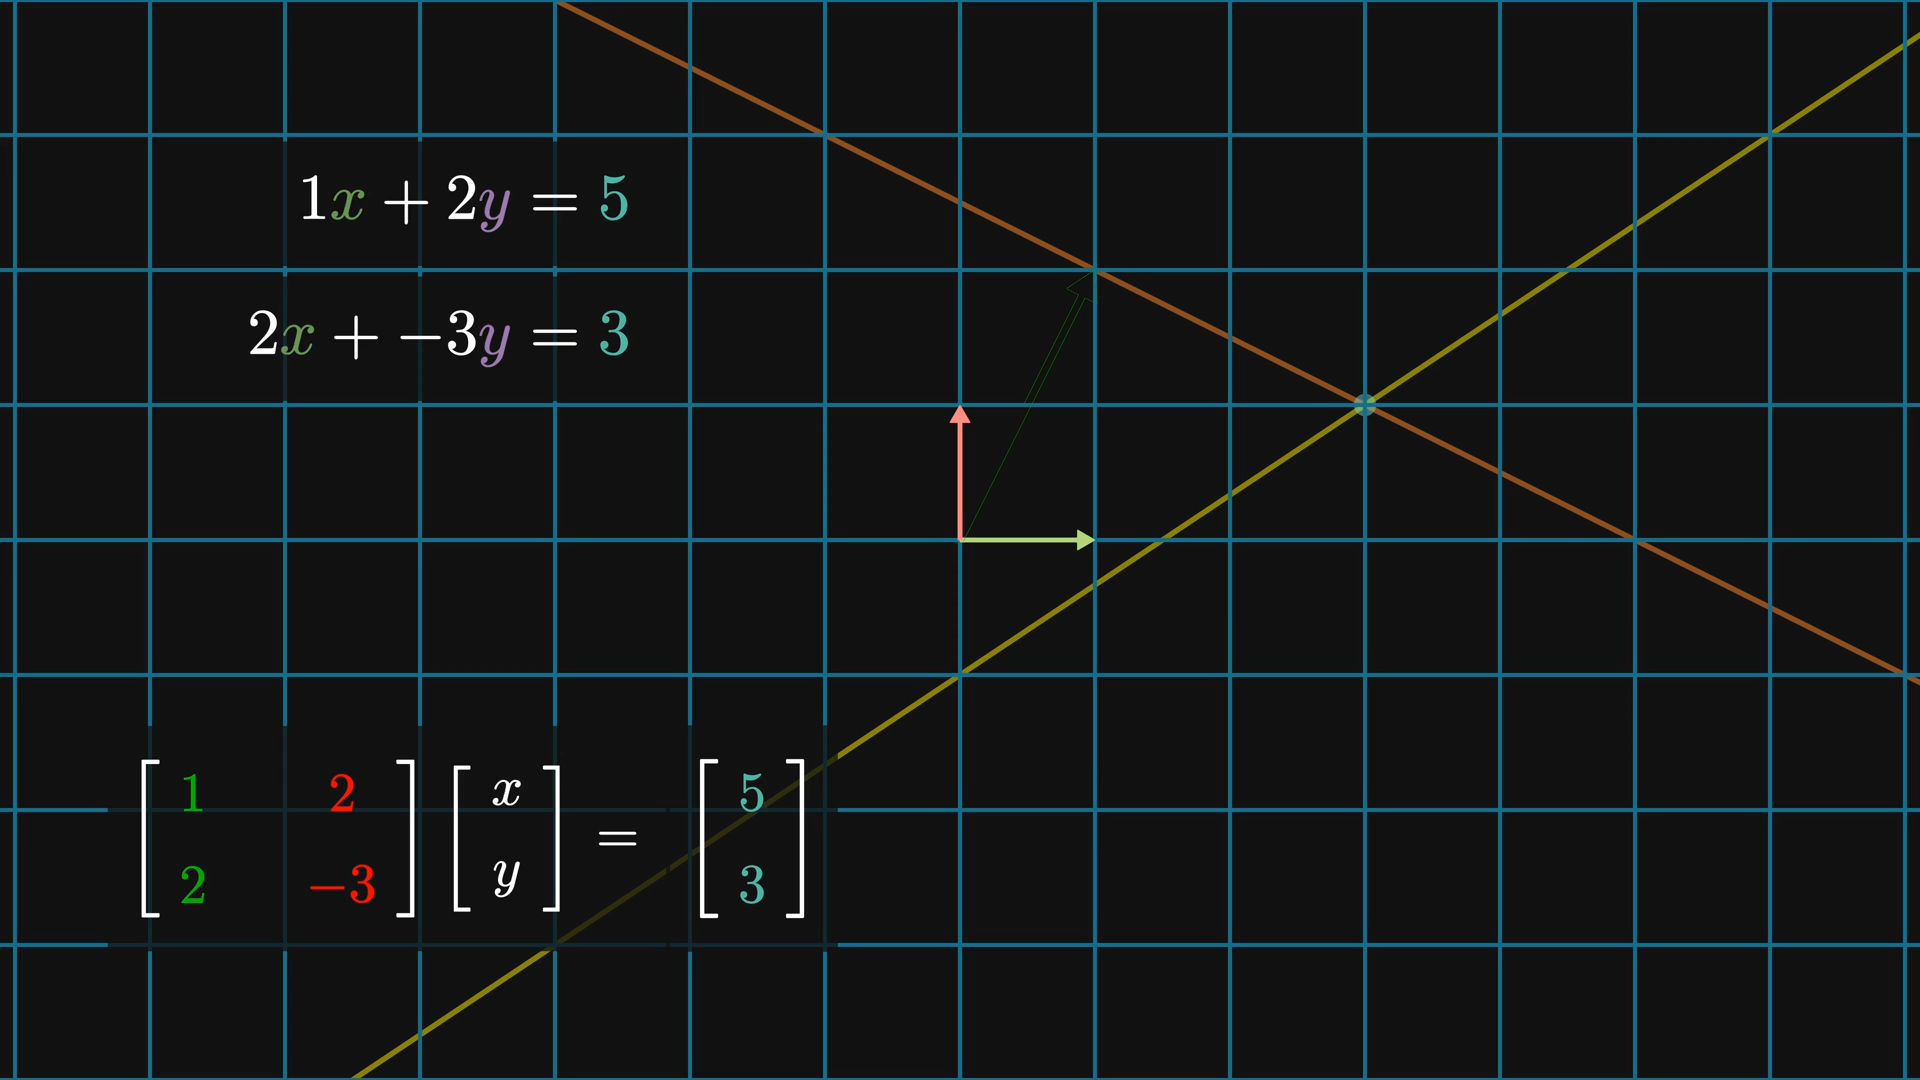 1x + 2y = 5
2x + −3y = 3
[ 1 2 ] [ x ] = [ 5 ]
[ 2 −3 ] [ y ] [ 3 ]